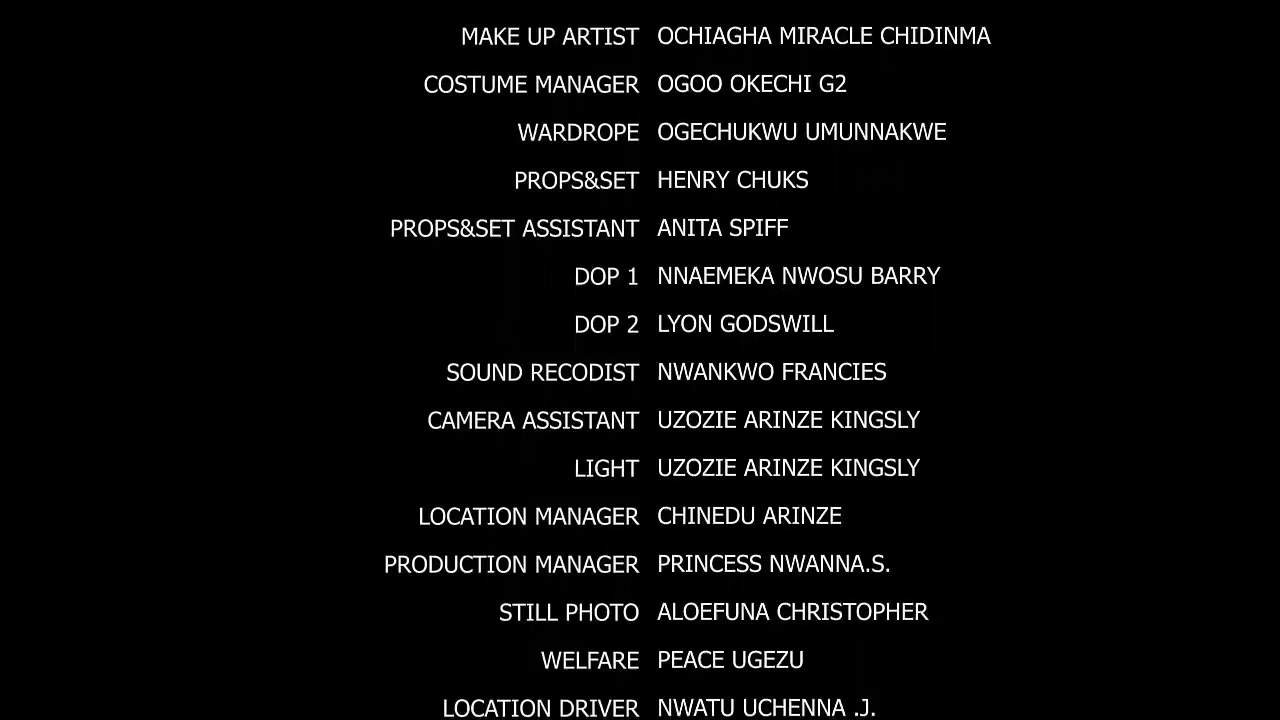 MAKE UP ARTIST OCHIAGHA MIRACLE CHIDINMA
COSTUME MANAGER OGOO OKECHI G2
WARDROPE OGECHUKWU UMUNNAKWE
PROPS&SET HENRY CHUKS
PROPS&SET ASSISTANT ANITA SPIFF
DOP 1 NNAEMEKA NWOSU BARRY
DOP 2 LYON GODSWILL
SOUND RECODIST NWANKWO FRANCIES
CAMERA ASSISTANT UZOZIE ARINZE KINGSLY
LIGHT UZOZIE ARINZE KINGSLY
LOCATION MANAGER CHINEDU ARINZE
PRODUCTION MANAGER PRINCESS NWANNA.S.
STILL PHOTO ALOEFUNA CHRISTOPHER
WELFARE PEACE UGEZU
LOCATION DRIVER NWATU UCHENNA .J.